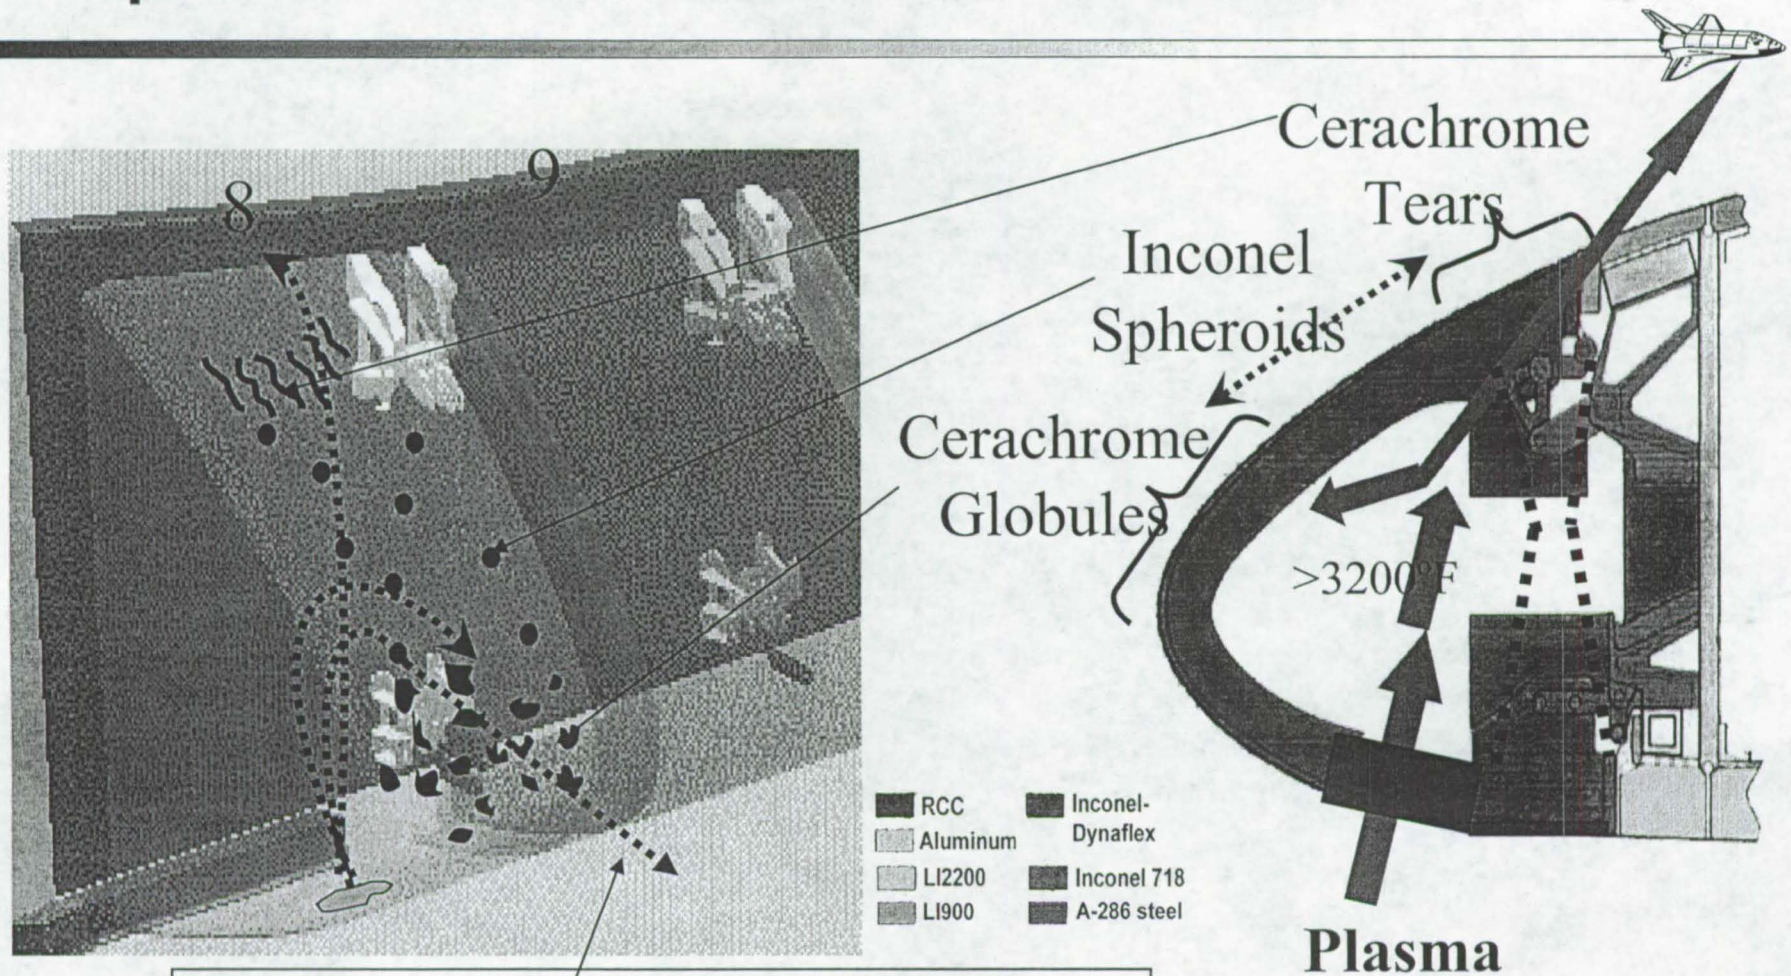 8
9
Cerachrome
Tears
Inconel
Spheroids
Cerachrome
Globules
>3200°F
RCC
Aluminum
LI2200
LI900
Inconel-
Dynaflex
Inconel 718
A-286 steel
Plasma